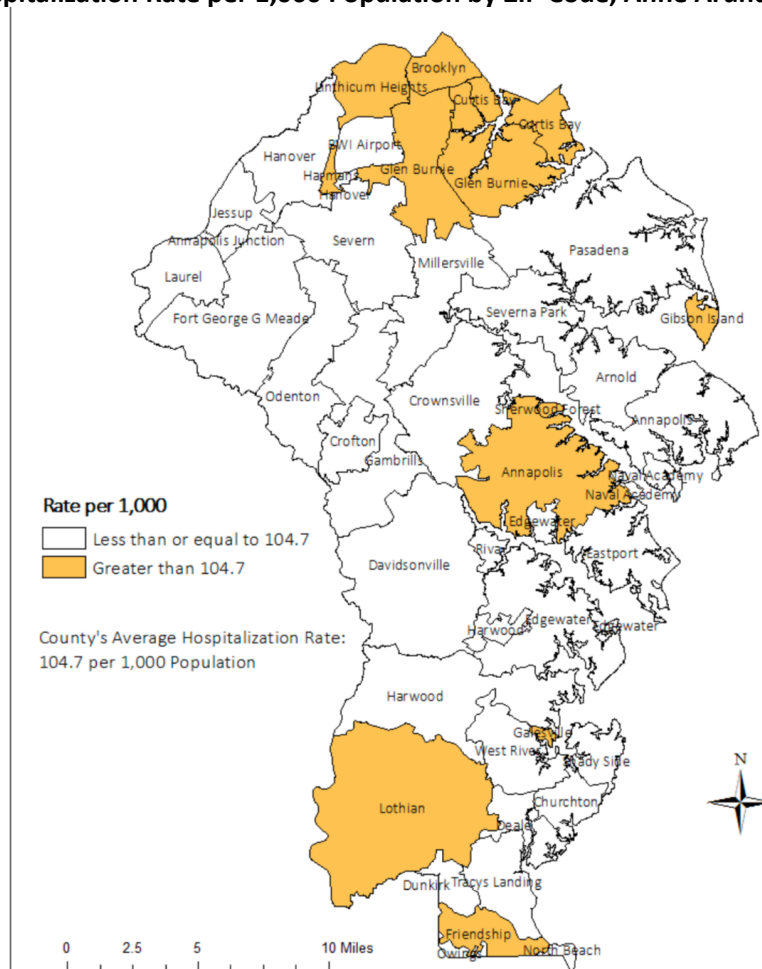 pitalization Rate per 1,000 Population by ZIP Code, Anne Arund
Brooklyn
Linthicum Heights
Curtis Bay
Curtis Bay
BWI Airport
Hanover
Glen Burnie
Harmans
Glen Burnie
Hanover
Jessup
Annapolis Junction
Severn
Pasadena
Millersville
Laurel
Fort George G Meade
Severna Park
Gibson Island
Arnold
Odenton
Crownsville
Sherwood Forest
Annapolis
Crofton
Gambrills
Annapolis
Naval Academy
Naval Academy
Rate per 1,000
Edgewater
Less than or equal to 104.7
Riva
Eastport
Greater than 104.7
Davidsonville
Edgewater
Edgewater
Harwood
County's Average Hospitalization Rate:
104.7 per 1,000 Population
Harwood
Galesville
West River
Shady Side
N
Lothian
Churchton
Deale
Dunkirk
Tracys Landing
Friendship
North Beach
Owings
0 2.5 5 10 Miles